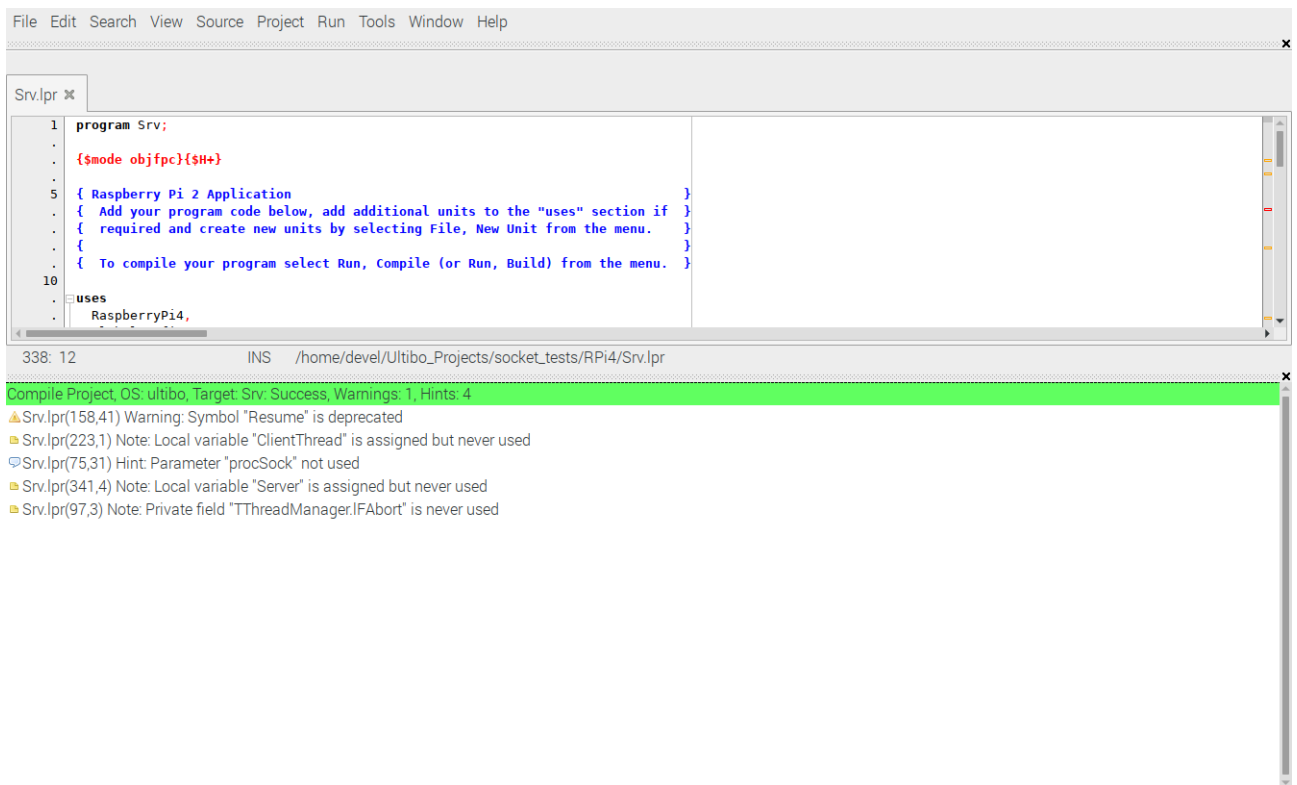 File Edit Search View Source Project Run Tools Window Help
Srv.lpr
1 program Srv;
.
. {$mode objfpc}{$H+}
.
5 { Raspberry Pi 2 Application }
. { Add your program code below, add additional units to the "uses" section if }
. { required and create new units by selecting File, New Unit from the menu. }
. { }
. { To compile your program select Run, Compile (or Run, Build) from the menu. }
10
. uses
. RaspberryPi4,
338: 12 INS /home/devel/Ultibo_Projects/socket_tests/RPi4/Srv.lpr
Compile Project, OS: ultibo, Target: Srv: Success, Warnings: 1, Hints: 4
Srv.lpr(158,41) Warning: Symbol "Resume" is deprecated
Srv.lpr(223,1) Note: Local variable "ClientThread" is assigned but never used
Srv.lpr(75,31) Hint: Parameter "procSock" not used
Srv.lpr(341,4) Note: Local variable "Server" is assigned but never used
Srv.lpr(97,3) Note: Private field "TThreadManager.lFAbort" is never used